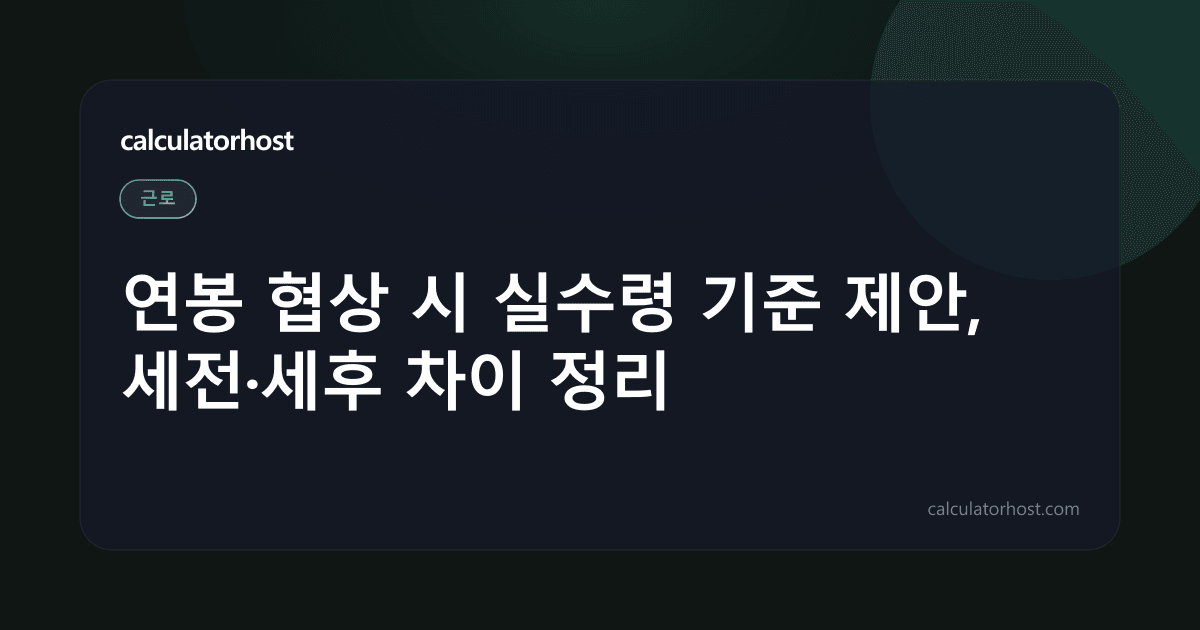 calculatorhost
근로
연봉 협상 시 실수령 기준 제안,
세전·세후 차이 정리
calculatorhost.com